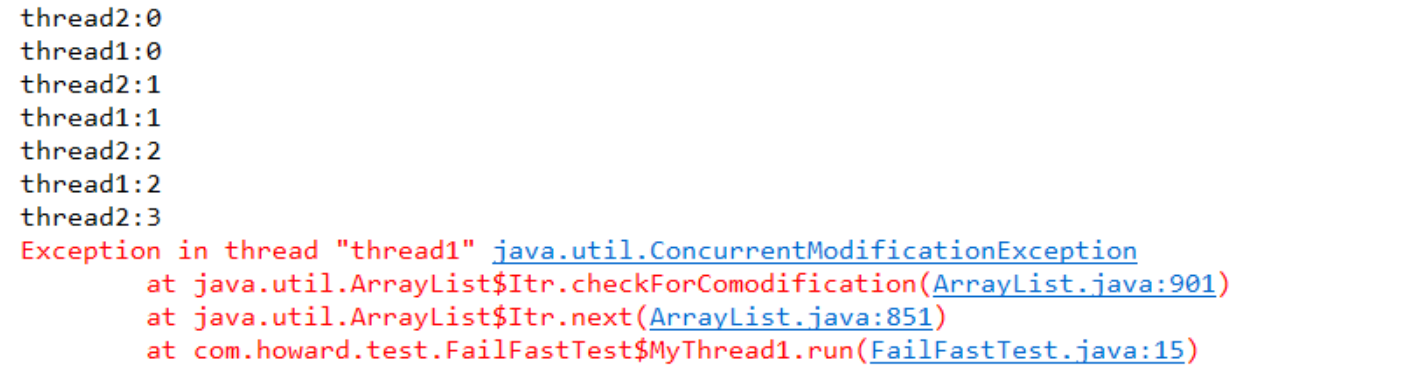 thread2:0
thread1:0
thread2:1
thread1:1
thread2:2
thread1:2
thread2:3
Exception in thread "thread1" java.util.ConcurrentModificationException
at java.util.ArrayList$Itr.checkForComodification(ArrayList.java:901)
at java.util.ArrayList$Itr.next(ArrayList.java:851)
at com.howard.test.FailFastTest$MyThread1.run(FailFastTest.java:15)